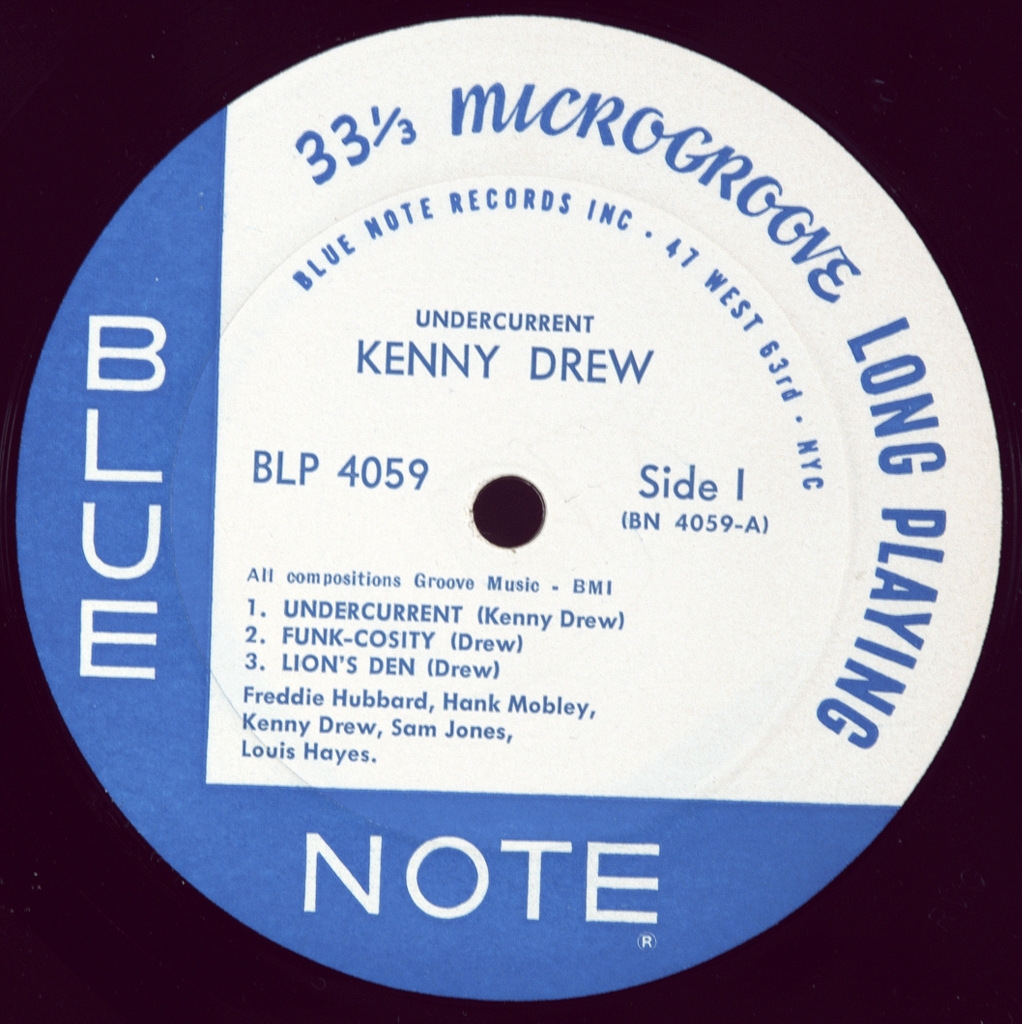 33⅓ MICROGROOVE LONG PLAYING
BLUE NOTE RECORDS INC · 47 WEST 63rd · NYC
UNDERCURRENT
KENNY DREW
BLP 4059
Side 1
(BN 4059-A)
All compositions Groove Music - BMI
1. UNDERCURRENT (Kenny Drew)
2. FUNK-COSITY (Drew)
3. LION'S DEN (Drew)
Freddie Hubbard, Hank Mobley,
Kenny Drew, Sam Jones,
Louis Hayes.
BLUE
NOTE
®